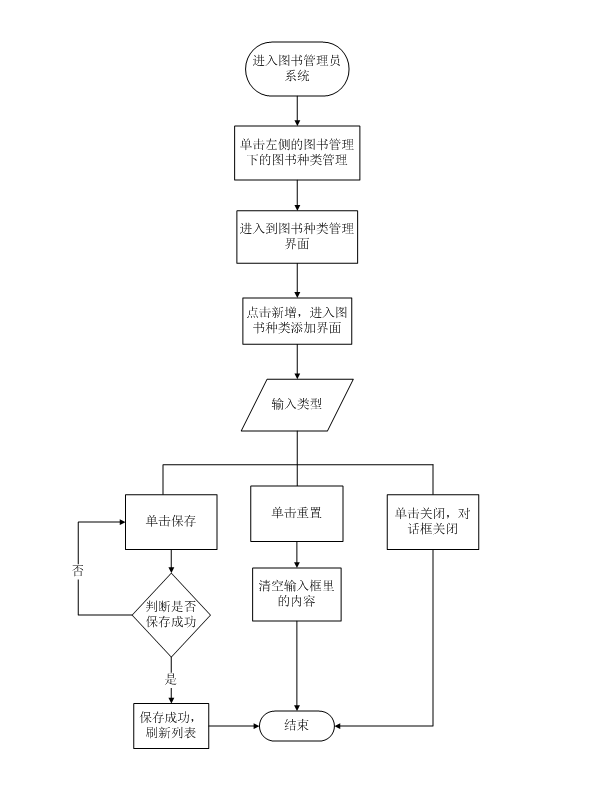 进入图书管理员
系统
单击左侧的图书管理
下的图书种类管理
进入到图书种类管理
界面
点击新增，进入图
书种类添加界面
输入类型
单击保存
单击重置
单击关闭，对
话框关闭
否
判断是否
保存成功
清空输入框里
的内容
是
保存成功，
刷新列表
结束